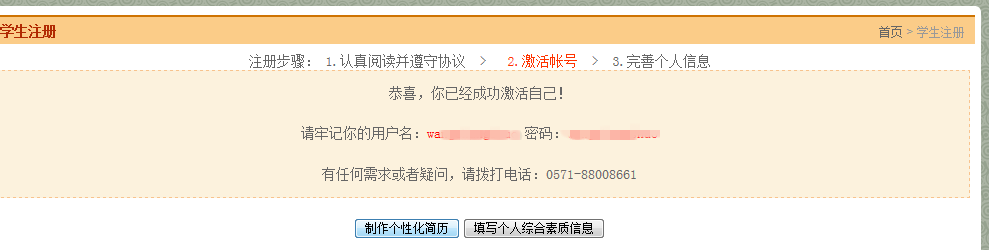 学生注册 首页 > 学生注册
注册步骤： 1.认真阅读并遵守协议 > 2.激活帐号 > 3.完善个人信息
恭喜，你已经成功激活自己！
请牢记你的用户名： 密码：
有任何需求或者疑问，请拨打电话：0571-88008661
制作个性化简历 填写个人综合素质信息